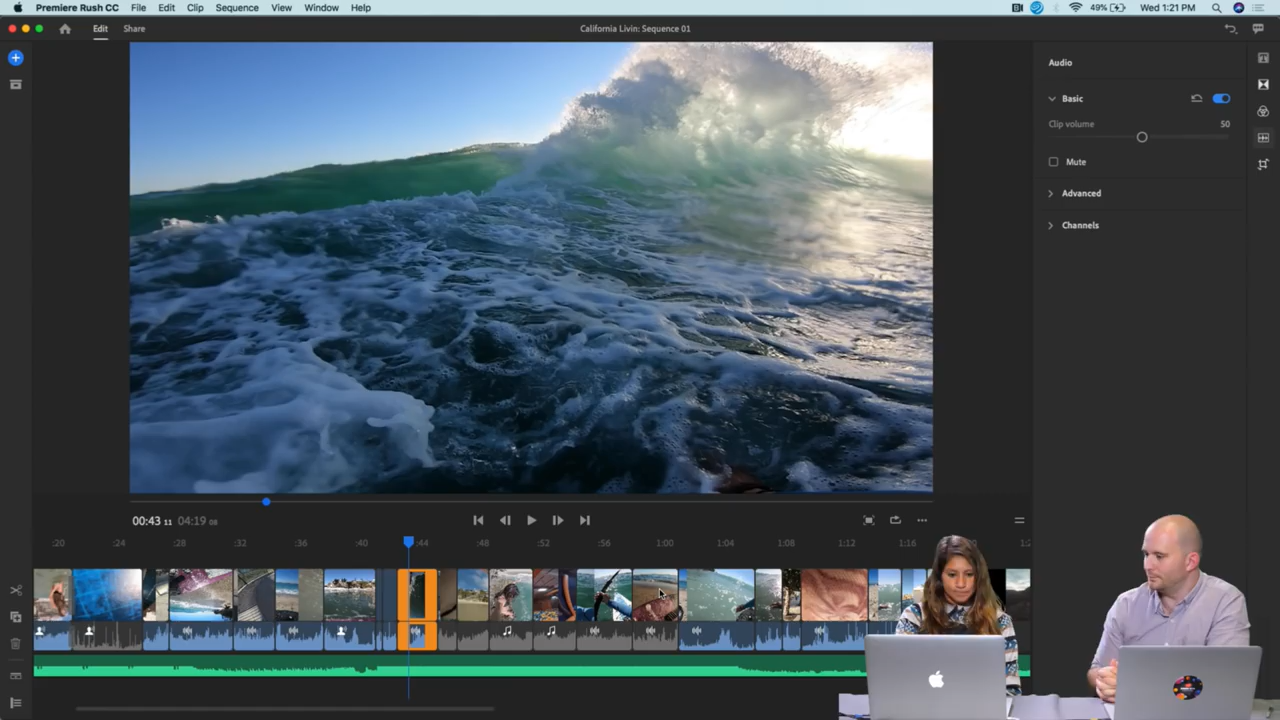 Premiere Rush CC File Edit Clip Sequence View Window Help 49% Wed 1:21 PM
Edit Share California Livin: Sequence 01
Audio
Basic
Clip volume 50
Mute
Advanced
Channels
00:43 11 04:19 08
:20 :24 :28 :32 :36 :40 :44 :48 :52 :56 1:00 1:04 1:08 1:12 1:16